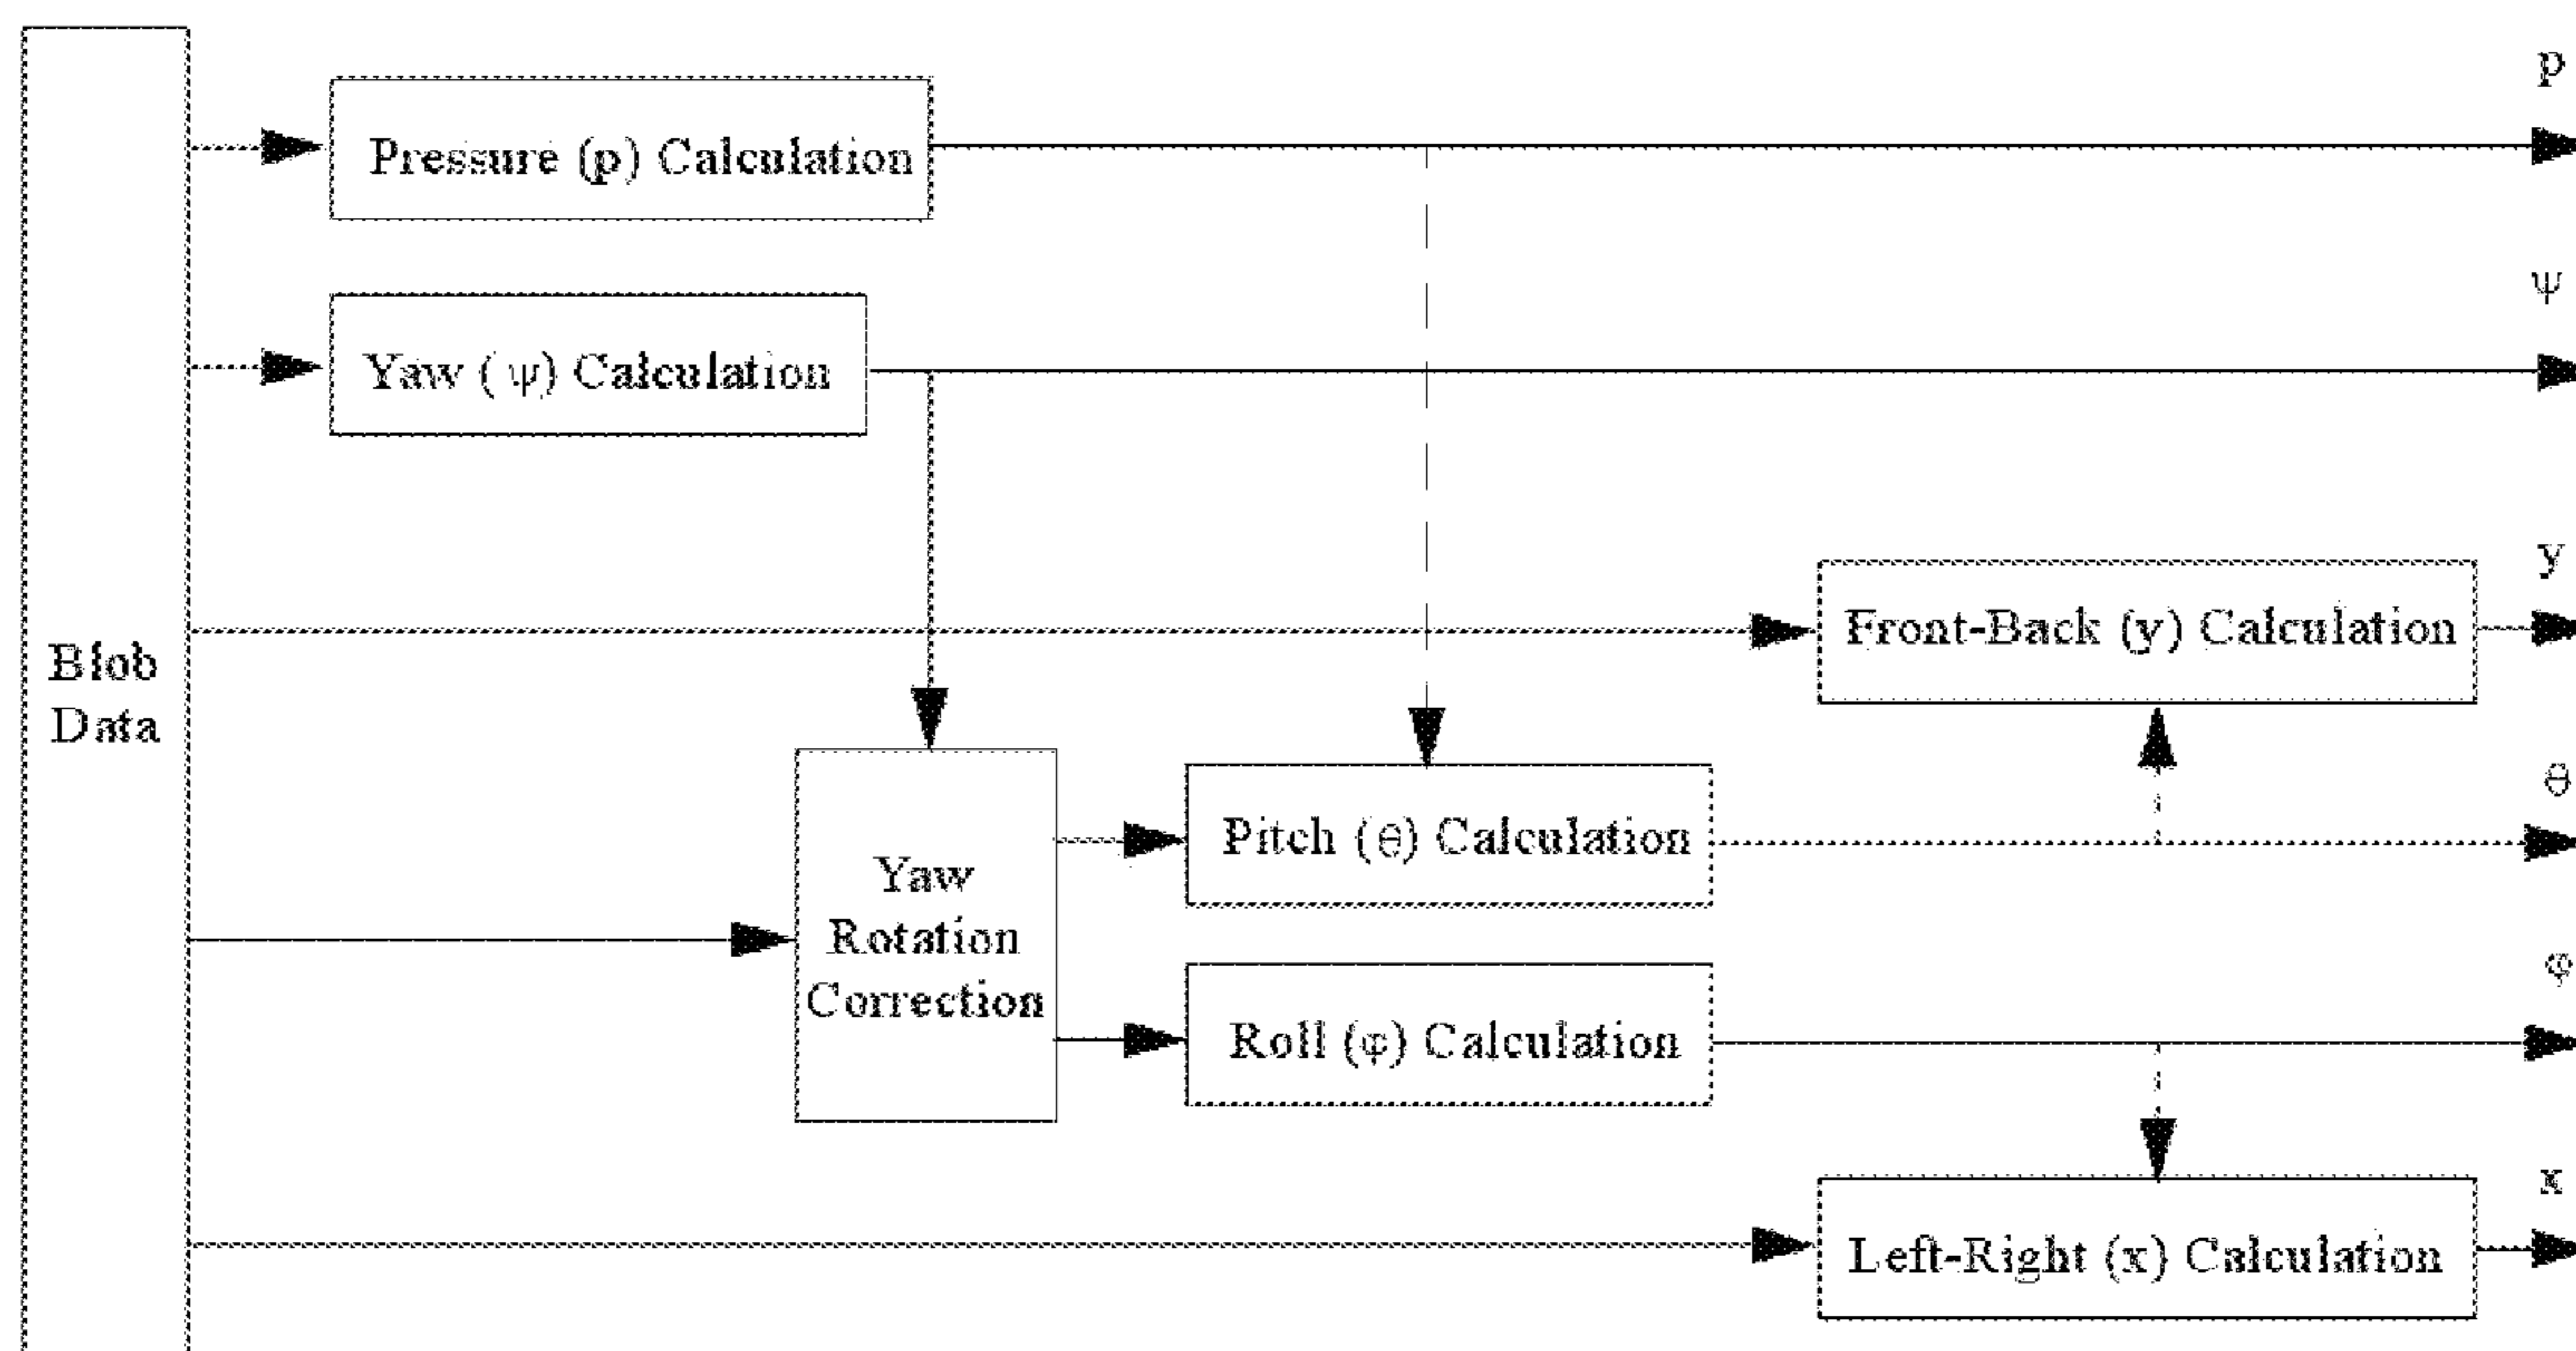 p
Pressure (p) Calculation
ψ
Yaw ( ψ) Calculation
y
Front-Back (y) Calculation
Blob
Data
θ
Pitch (θ) Calculation
Yaw
Rotation
Correction
φ
Roll (φ) Calculation
x
Left-Right (x) Calculation